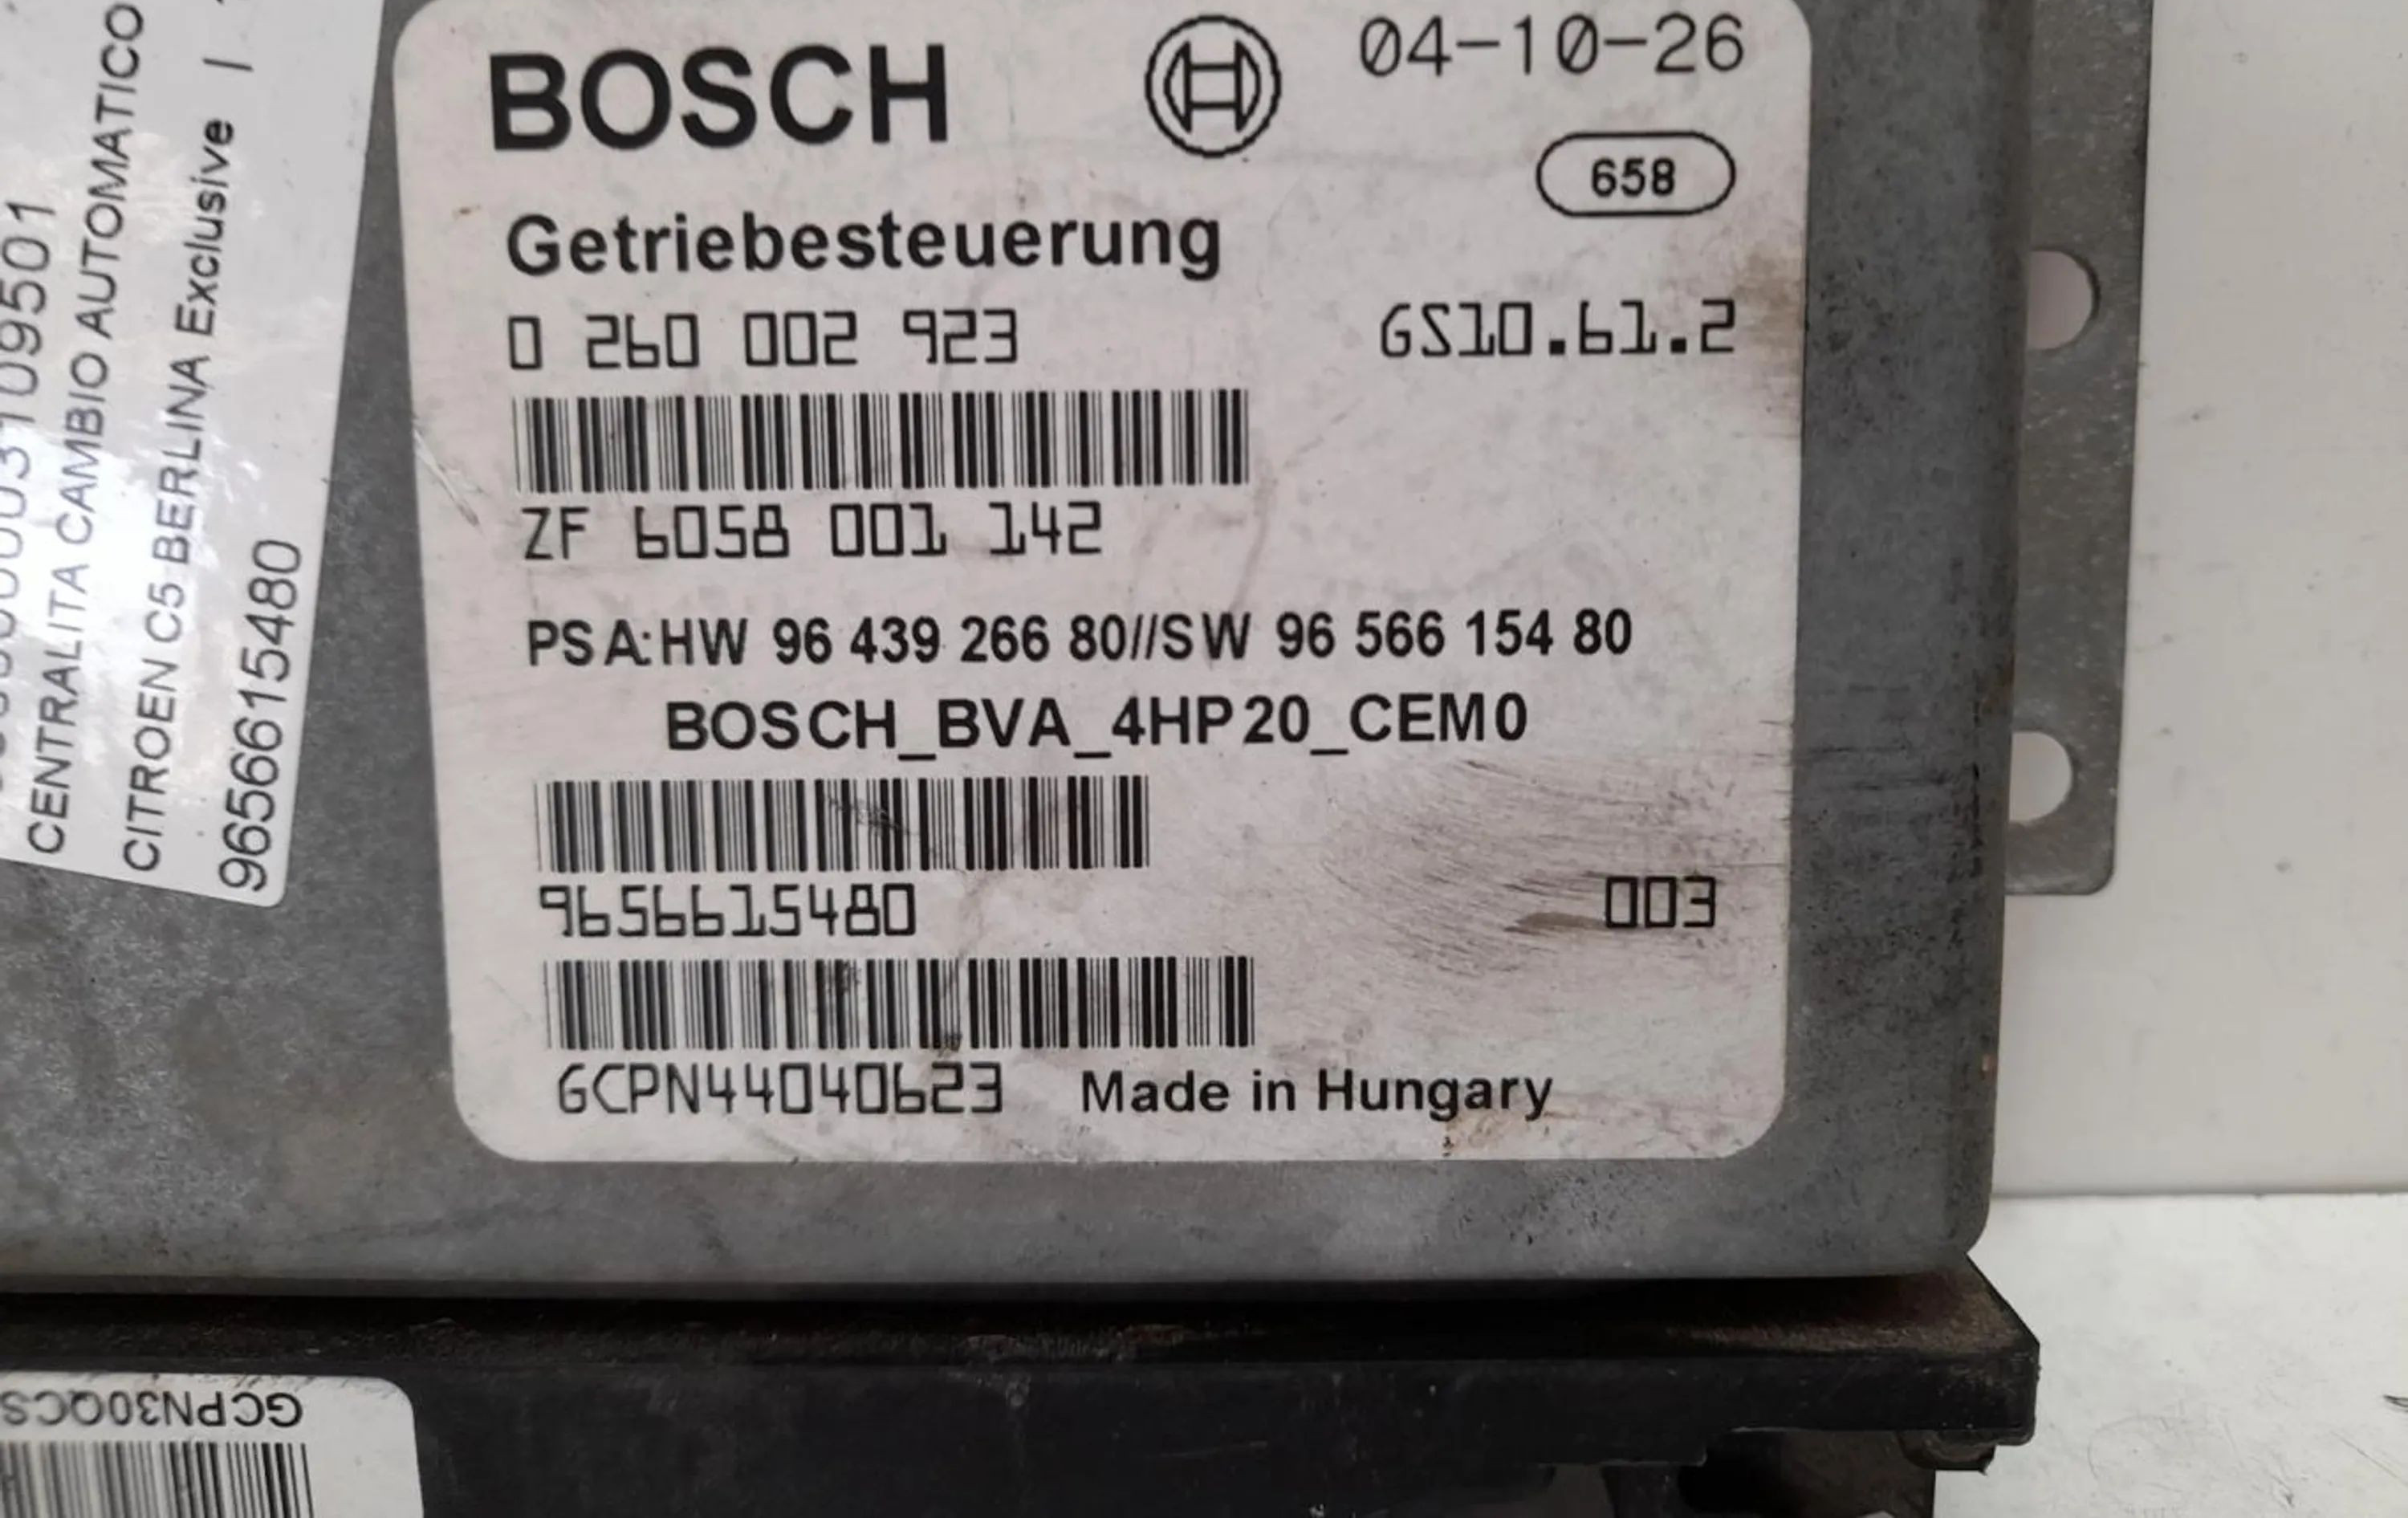 BOSCH 04-10-26
658
Getriebesteuerung
0 260 002 923 GS10.61.2
ZF 6058 001 142
PSA:HW 96 439 266 80//SW 96 566 154 80
BOSCH_BVA_4HP20_CEM0
9656615480 003
GCPN44040623 Made in Hungary
CENTRALITA CAMBIO AUTOMATICO
CITROEN C5 BERLINA Exclusive |
9656615480